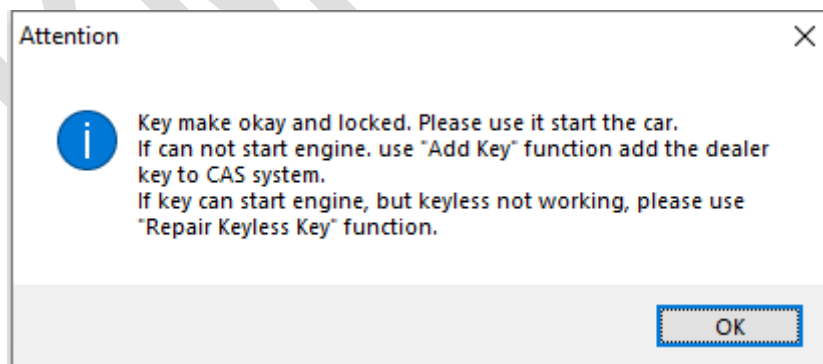 Attention
Key make okay and locked. Please use it start the car.
If can not start engine. use "Add Key" function add the dealer
key to CAS system.
If key can start engine, but keyless not working, please use
"Repair Keyless Key" function.
OK